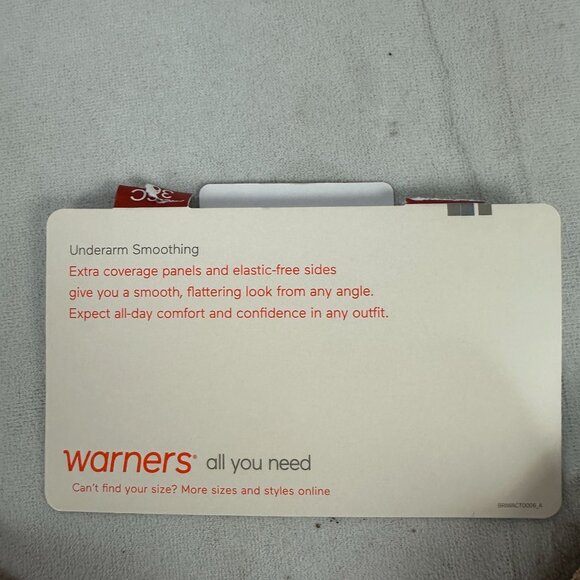 Underarm Smoothing
Extra coverage panels and elastic-free sides
give you a smooth, flattering look from any angle.
Expect all-day comfort and confidence in any outfit.
warners® all you need
Can't find your size? More sizes and styles online